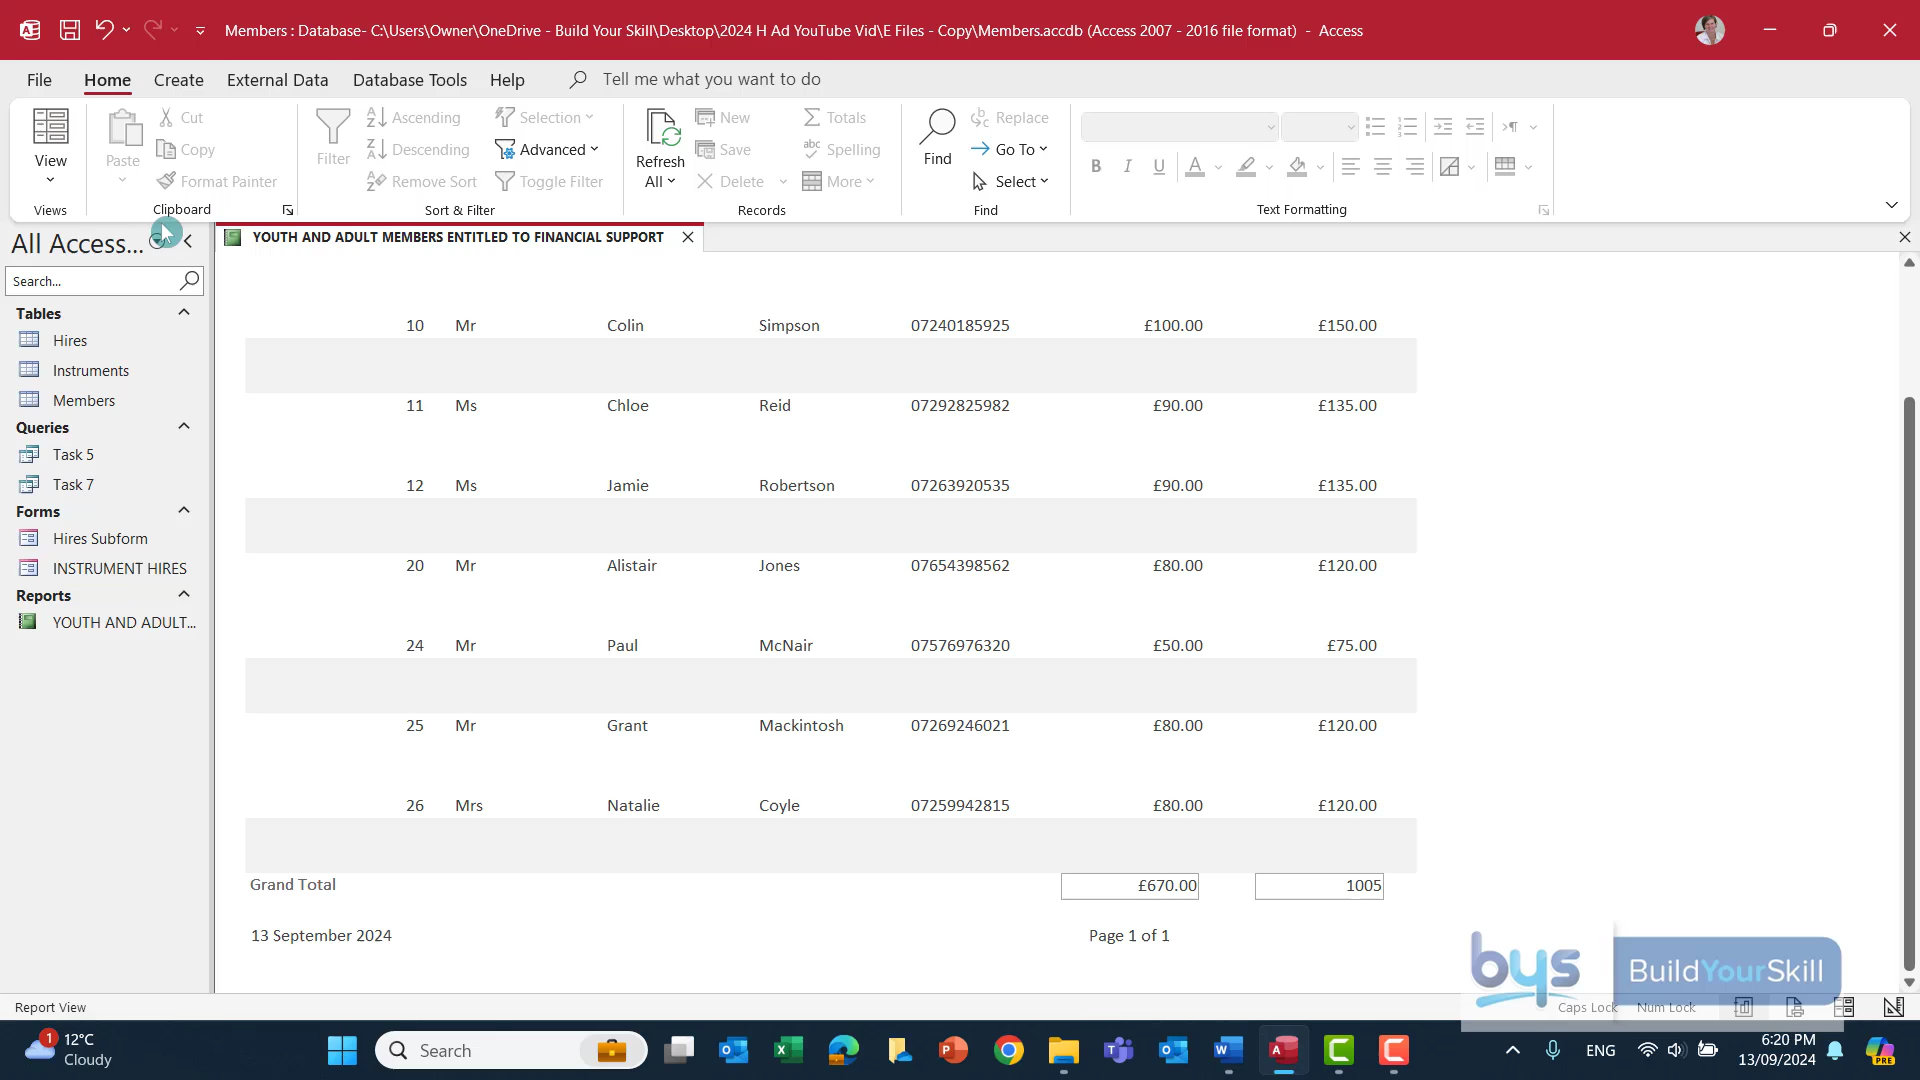 Members : Database- C:\Users\Owner\OneDrive - Build Your Skill\Desktop\2024 H Ad YouTube Vid\E Files - Copy\Members.accdb (Access 2007 - 2016 file format) - Access
File Home Create External Data Database Tools Help Tell me what you want to do
View
Views
Paste
Cut
Copy
Format Painter
Clipboard
Filter
Ascending
Descending
Remove Sort
Selection
Advanced
Toggle Filter
Sort & Filter
Refresh
All
New
Save
Delete
Totals
Spelling
More
Records
Find
Replace
Go To
Select
Find
B I U A
Text Formatting
All Access...
Search...
Tables
Hires
Instruments
Members
Queries
Task 5
Task 7
Forms
Hires Subform
INSTRUMENT HIRES
Reports
YOUTH AND ADULT...
YOUTH AND ADULT MEMBERS ENTITLED TO FINANCIAL SUPPORT
10 Mr Colin Simpson 07240185925 £100.00 £150.00
11 Ms Chloe Reid 07292825982 £90.00 £135.00
12 Ms Jamie Robertson 07263920535 £90.00 £135.00
20 Mr Alistair Jones 07654398562 £80.00 £120.00
24 Mr Paul McNair 07576976320 £50.00 £75.00
25 Mr Grant Mackintosh 07269246021 £80.00 £120.00
26 Mrs Natalie Coyle 07259942815 £80.00 £120.00
Grand Total £670.00 1005
13 September 2024 Page 1 of 1
bys BuildYourSkill
Report View Caps Lock Num Lock
1 12°C
Cloudy
Search
ENG
6:20 PM
13/09/2024
PRE